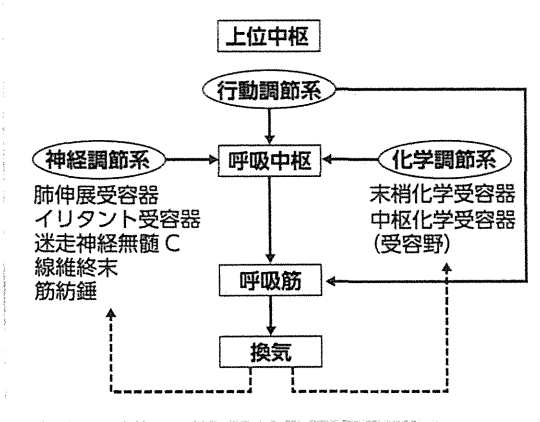 上位中枢
行動調節系
神経調節系
呼吸中枢
化学調節系
肺伸展受容器
イリタント受容器
迷走神経無髄C
線維終末
筋紡錘
末梢化学受容器
中枢化学受容器
(受容野)
呼吸筋
換気